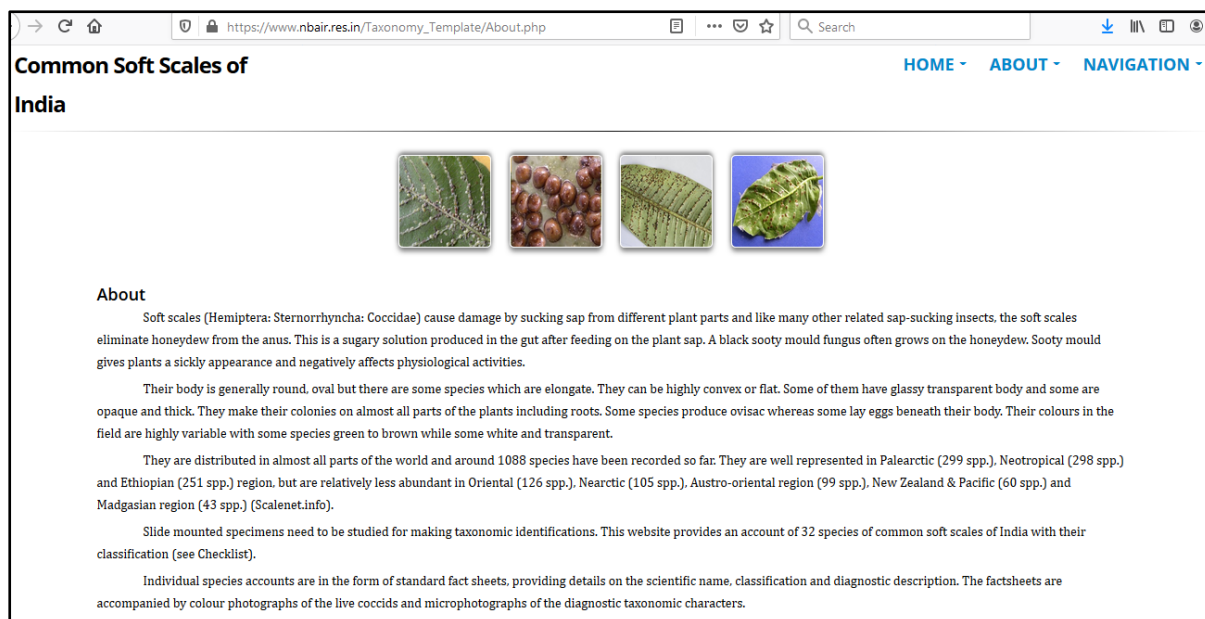 https://www.nbair.res.in/Taxonomy_Template/About.php
Search
Common Soft Scales of
India
HOME
ABOUT
NAVIGATION
About
Soft scales (Hemiptera: Sternorrhyncha: Coccidae) cause damage by sucking sap from different plant parts and like many other related sap-sucking insects, the soft scales
eliminate honeydew from the anus. This is a sugary solution produced in the gut after feeding on the plant sap. A black sooty mould fungus often grows on the honeydew. Sooty mould
gives plants a sickly appearance and negatively affects physiological activities.
Their body is generally round, oval but there are some species which are elongate. They can be highly convex or flat. Some of them have glassy transparent body and some are
opaque and thick. They make their colonies on almost all parts of the plants including roots. Some species produce ovisac whereas some lay eggs beneath their body. Their colours in the
field are highly variable with some species green to brown while some white and transparent.
They are distributed in almost all parts of the world and around 1088 species have been recorded so far. They are well represented in Palearctic (299 spp.), Neotropical (298 spp.)
and Ethiopian (251 spp.) region, but are relatively less abundant in Oriental (126 spp.), Nearctic (105 spp.), Austro-oriental region (99 spp.), New Zealand & Pacific (60 spp.) and
Madgasian region (43 spp.) (Scalenet.info).
Slide mounted specimens need to be studied for making taxonomic identifications. This website provides an account of 32 species of common soft scales of India with their
classification (see Checklist).
Individual species accounts are in the form of standard fact sheets, providing details on the scientific name, classification and diagnostic description. The factsheets are
accompanied by colour photographs of the live coccids and microphotographs of the diagnostic taxonomic characters.